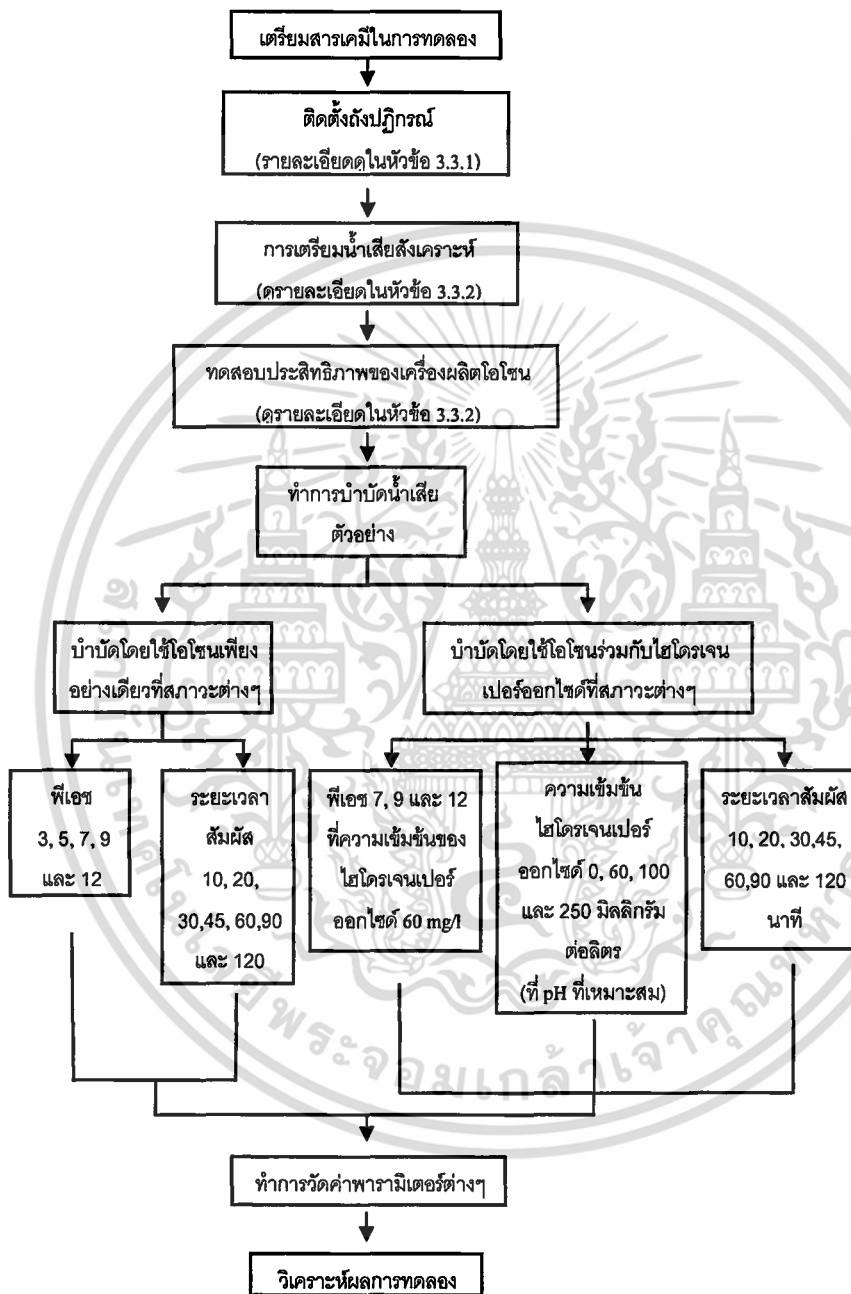 เตรียมสารเคมีในการทดลอง
ติดตั้งถังปฏิกรณ์
(รายละเอียดดูในหัวข้อ 3.3.1)
การเตรียมน้ำเสียสังเคราะห์
(ดูรายละเอียดในหัวข้อ 3.3.2)
ทดสอบประสิทธิภาพของเครื่องผลิตโอโซน
(ดูรายละเอียดในหัวข้อ 3.3.2)
ทำการบำบัดน้ำเสีย
ตัวอย่าง
บำบัดโดยใช้โอโซนเพียง
อย่างเดียวที่สภาวะต่างๆ
บำบัดโดยใช้โอโซนร่วมกับไฮโดรเจน
เปอร์ออกไซด์ที่สภาวะต่างๆ
พีเอช
3, 5, 7, 9
และ 12
ระยะเวลา
สัมผัส
10, 20,
30,45, 60,90
และ 120
พีเอช 7, 9 และ 12
ที่ความเข้มข้นของ
ไฮโดรเจนเปอร์
ออกไซด์ 60 mg/l
ความเข้มข้น
ไฮโดรเจนเปอร์
ออกไซด์ 0, 60, 100
และ 250 มิลลิกรัม
ต่อลิตร
(ที่ pH ที่เหมาะสม)
ระยะเวลาสัมผัส
10, 20, 30,45,
60,90 และ 120
นาที
พระจอมเกล้าเจ้าคุณทหาร
ทำการวัดค่าพารามิเตอร์ต่างๆ
วิเคราะห์ผลการทดลอง